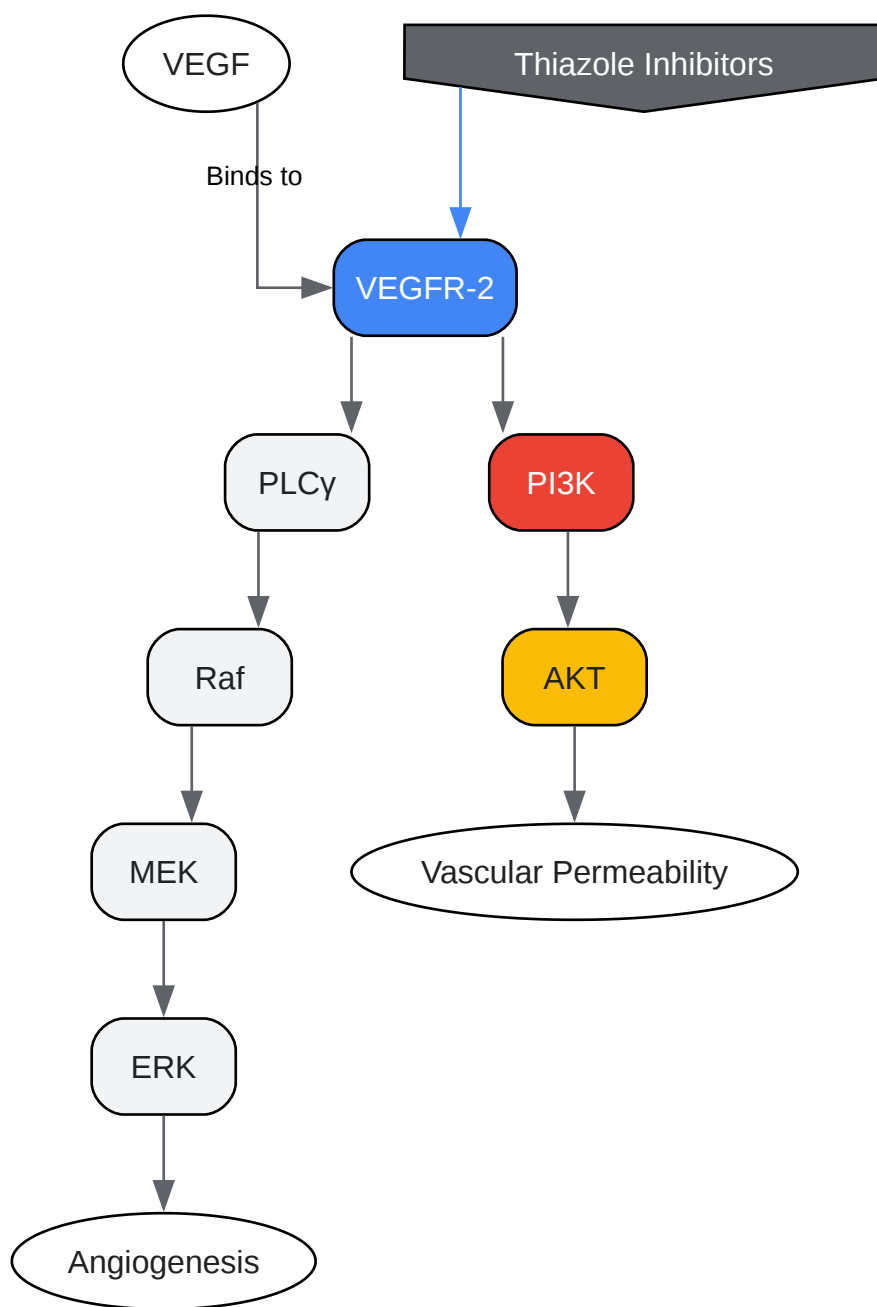 VEGF
Thiazole Inhibitors
Binds to
VEGFR-2
PLCγ
PI3K
Raf
AKT
MEK
Vascular Permeability
ERK
Angiogenesis